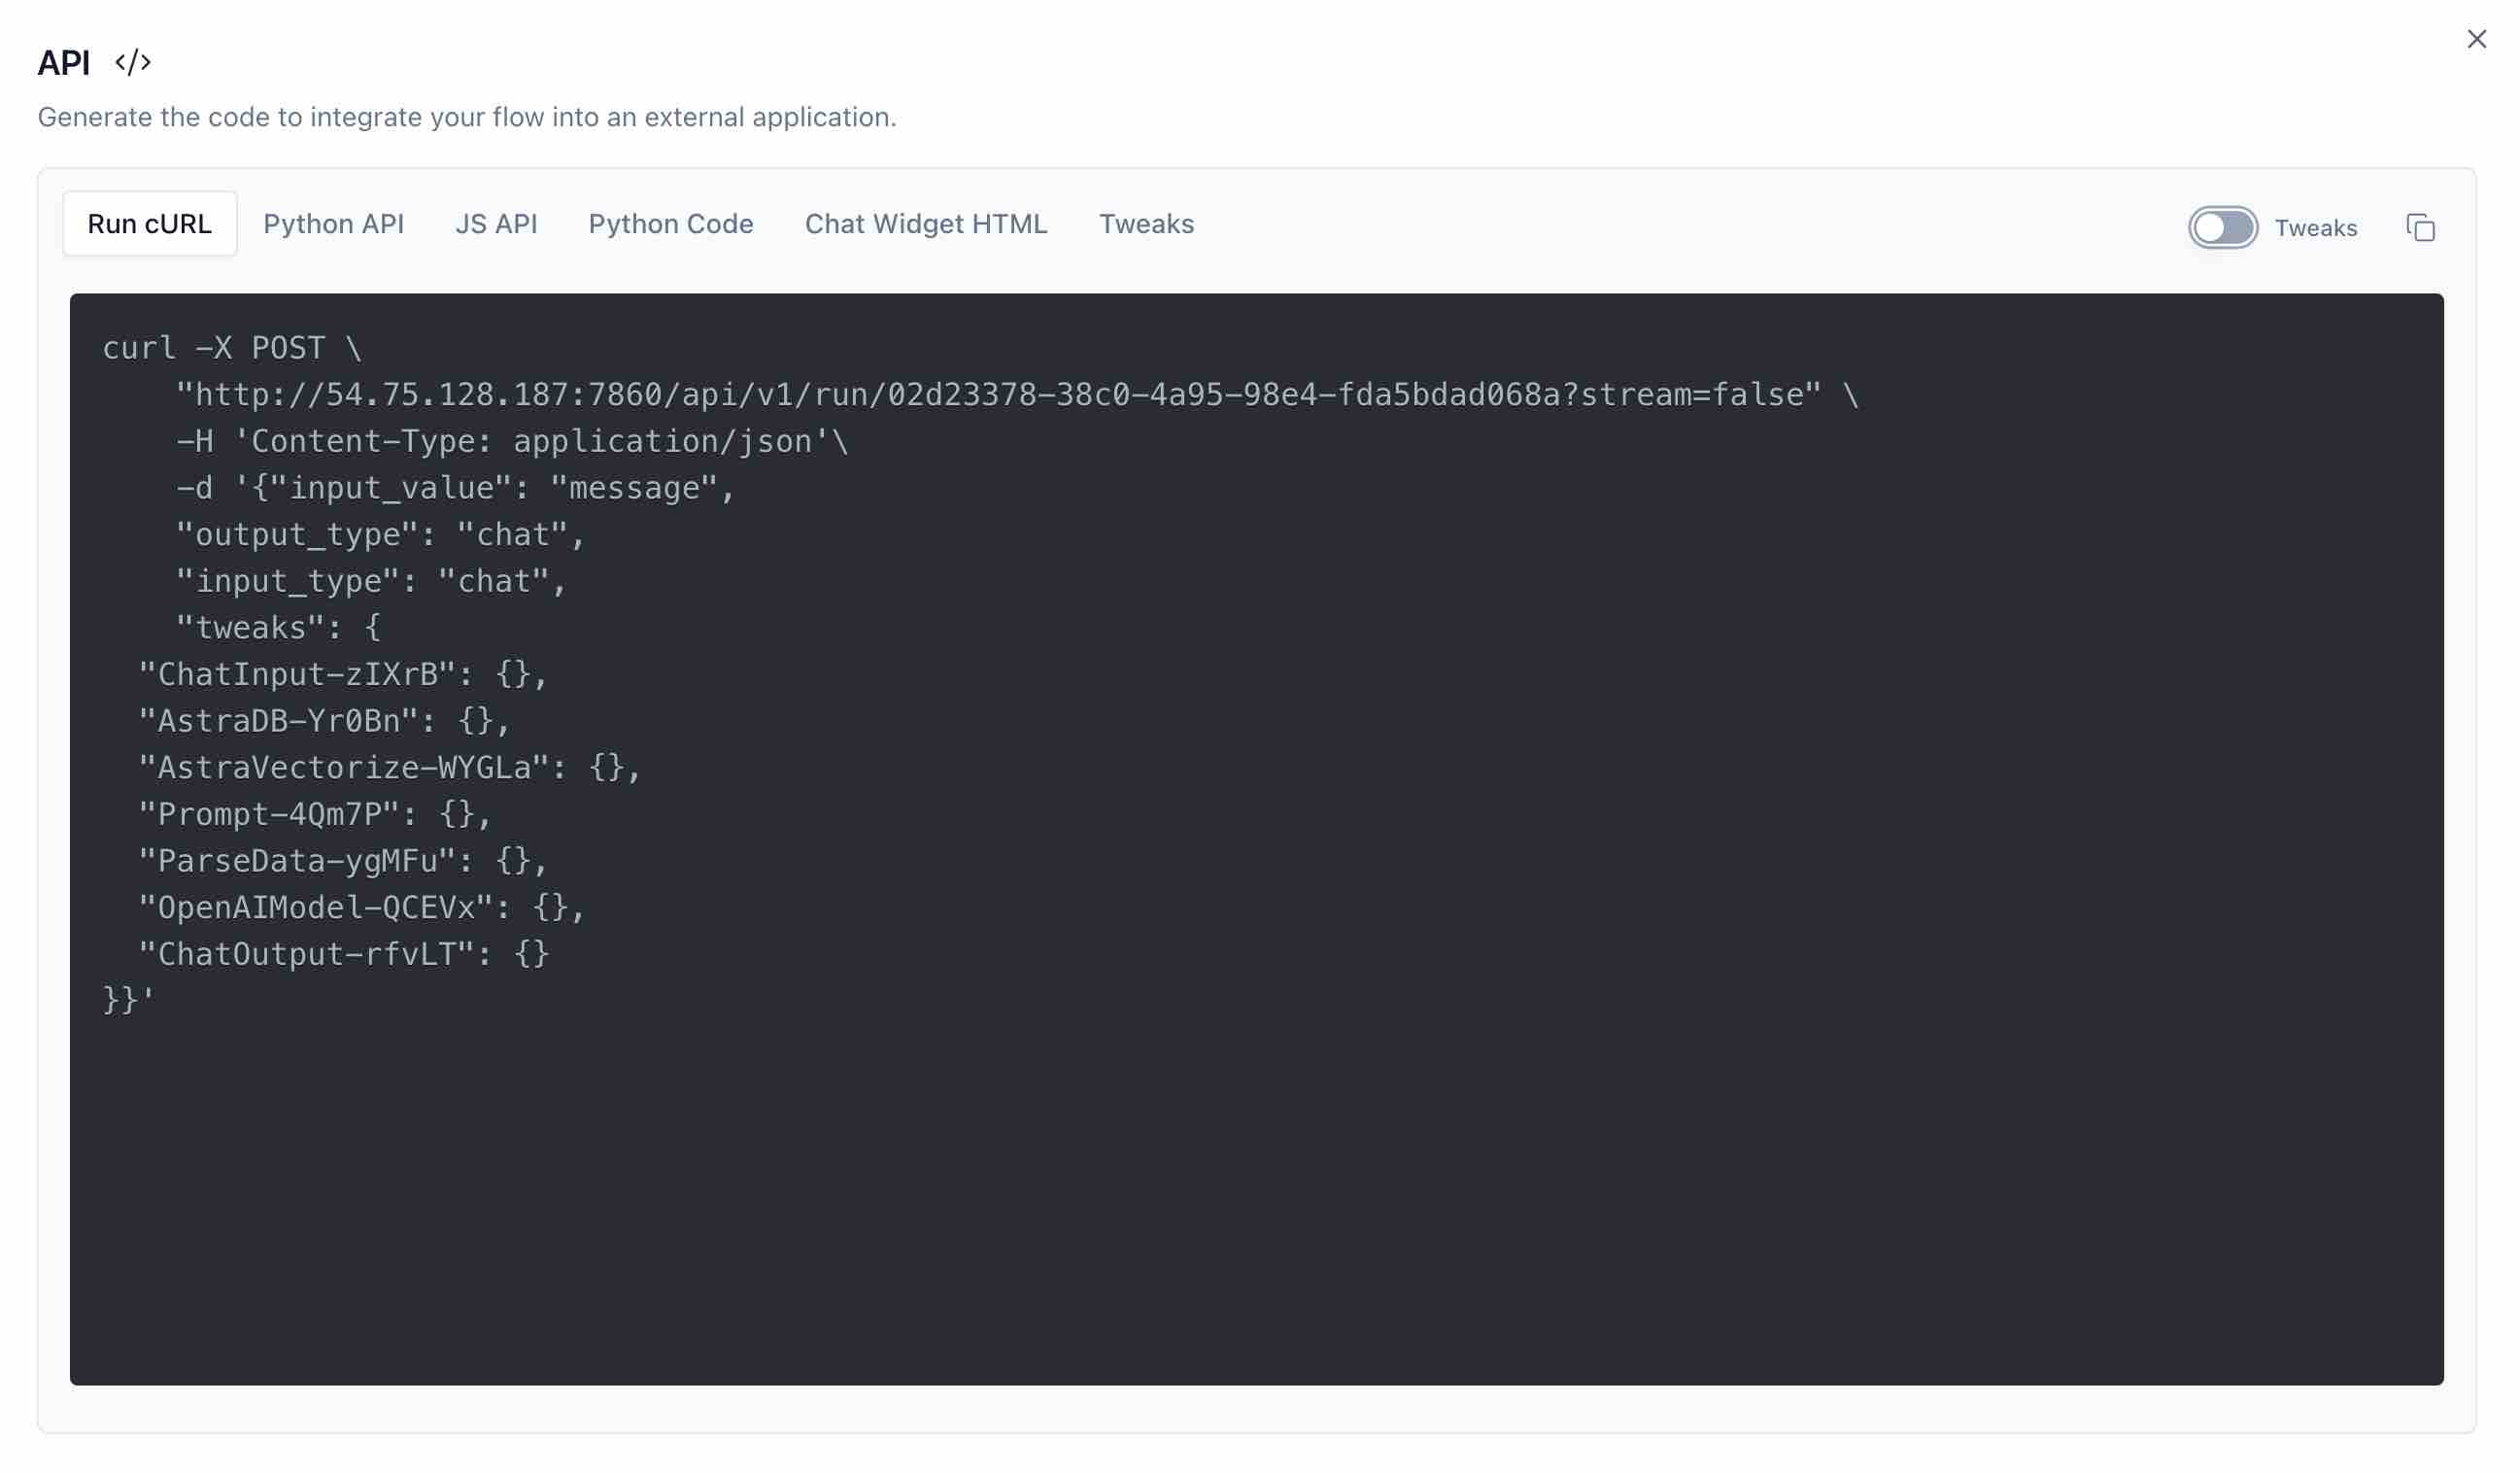 API </>
Generate the code to integrate your flow into an external application.
Run cURL Python API JS API Python Code Chat Widget HTML Tweaks Tweaks
curl -X POST \
    "http://54.75.128.187:7860/api/v1/run/02d23378-38c0-4a95-98e4-fda5bdad068a?stream=false" \
    -H 'Content-Type: application/json'\
    -d '{"input_value": "message",
    "output_type": "chat",
    "input_type": "chat",
    "tweaks": {
  "ChatInput-zIXrB": {},
  "AstraDB-Yr0Bn": {},
  "AstraVectorize-WYGLa": {},
  "Prompt-4Qm7P": {},
  "ParseData-ygMFu": {},
  "OpenAIModel-QCEVx": {},
  "ChatOutput-rfvLT": {}
}}'